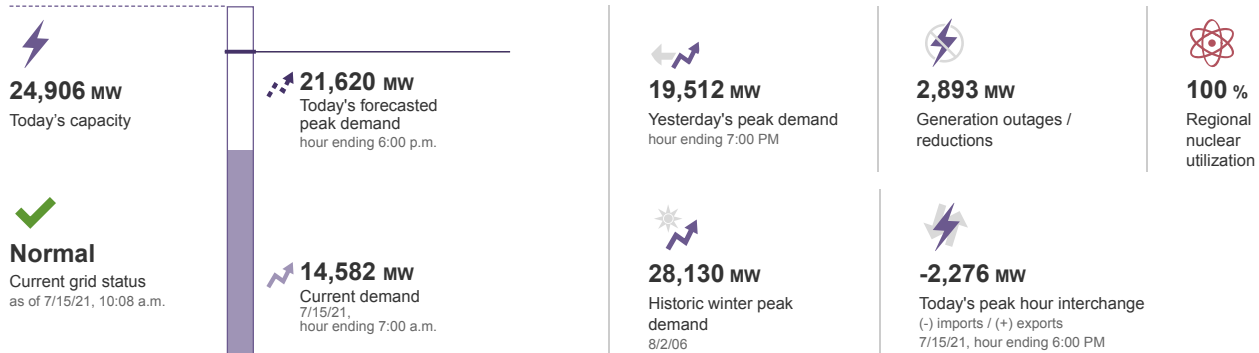 24,906 MW
Today's capacity
Normal
Current grid status
as of 7/15/21, 10:08 a.m.
21,620 MW
Today's forecasted
peak demand
hour ending 6:00 p.m.
14,582 MW
Current demand
7/15/21,
hour ending 7:00 a.m.
19,512 MW
Yesterday's peak demand
hour ending 7:00 PM
2,893 MW
Generation outages /
reductions
100 %
Regional
nuclear
utilization
28,130 MW
Historic winter peak
demand
8/2/06
-2,276 MW
Today's peak hour interchange
(-) imports / (+) exports
7/15/21, hour ending 6:00 PM